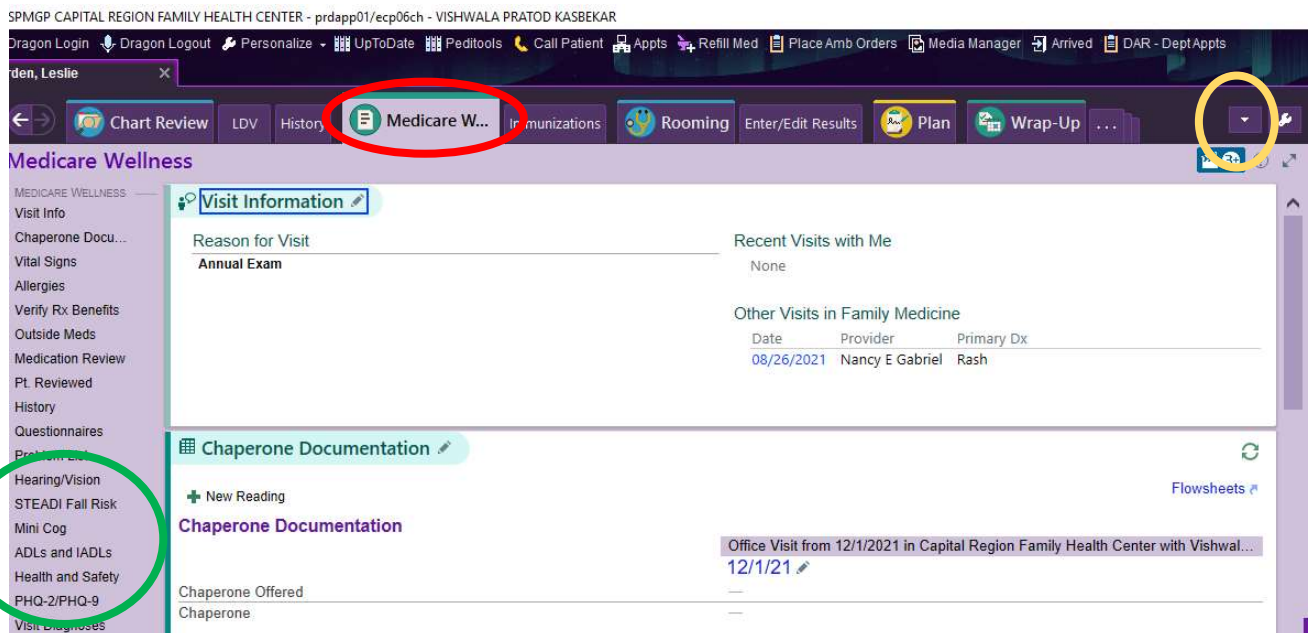 SPMGP CAPITAL REGION FAMILY HEALTH CENTER - prdapp01/ecp06ch - VISHWALA PRATOD KASBEKAR
Dragon Login Dragon Logout Personalize UpToDate Peditools Call Patient Appts Refill Med Place Amb Orders Media Manager Arrived DAR - Dept Appts
rden, Leslie
Chart Review LDV History Medicare W... Immunizations Rooming Enter/Edit Results Plan Wrap-Up ...
Medicare Wellness
MEDICARE WELLNESS
Visit Info
Chaperone Docu...
Vital Signs
Allergies
Verify Rx Benefits
Outside Meds
Medication Review
Pt. Reviewed
History
Questionnaires
Problem List
Hearing/Vision
STEADI Fall Risk
Mini Cog
ADLs and IADLs
Health and Safety
PHQ-2/PHQ-9
Visit Diagnoses
Visit Information
Reason for Visit
Annual Exam
Recent Visits with Me
None
Other Visits in Family Medicine
Date Provider Primary Dx
08/26/2021 Nancy E Gabriel Rash
Chaperone Documentation
New Reading
Flowsheets
Chaperone Documentation
Office Visit from 12/1/2021 in Capital Region Family Health Center with Vishwal...
12/1/21
Chaperone Offered —
Chaperone —